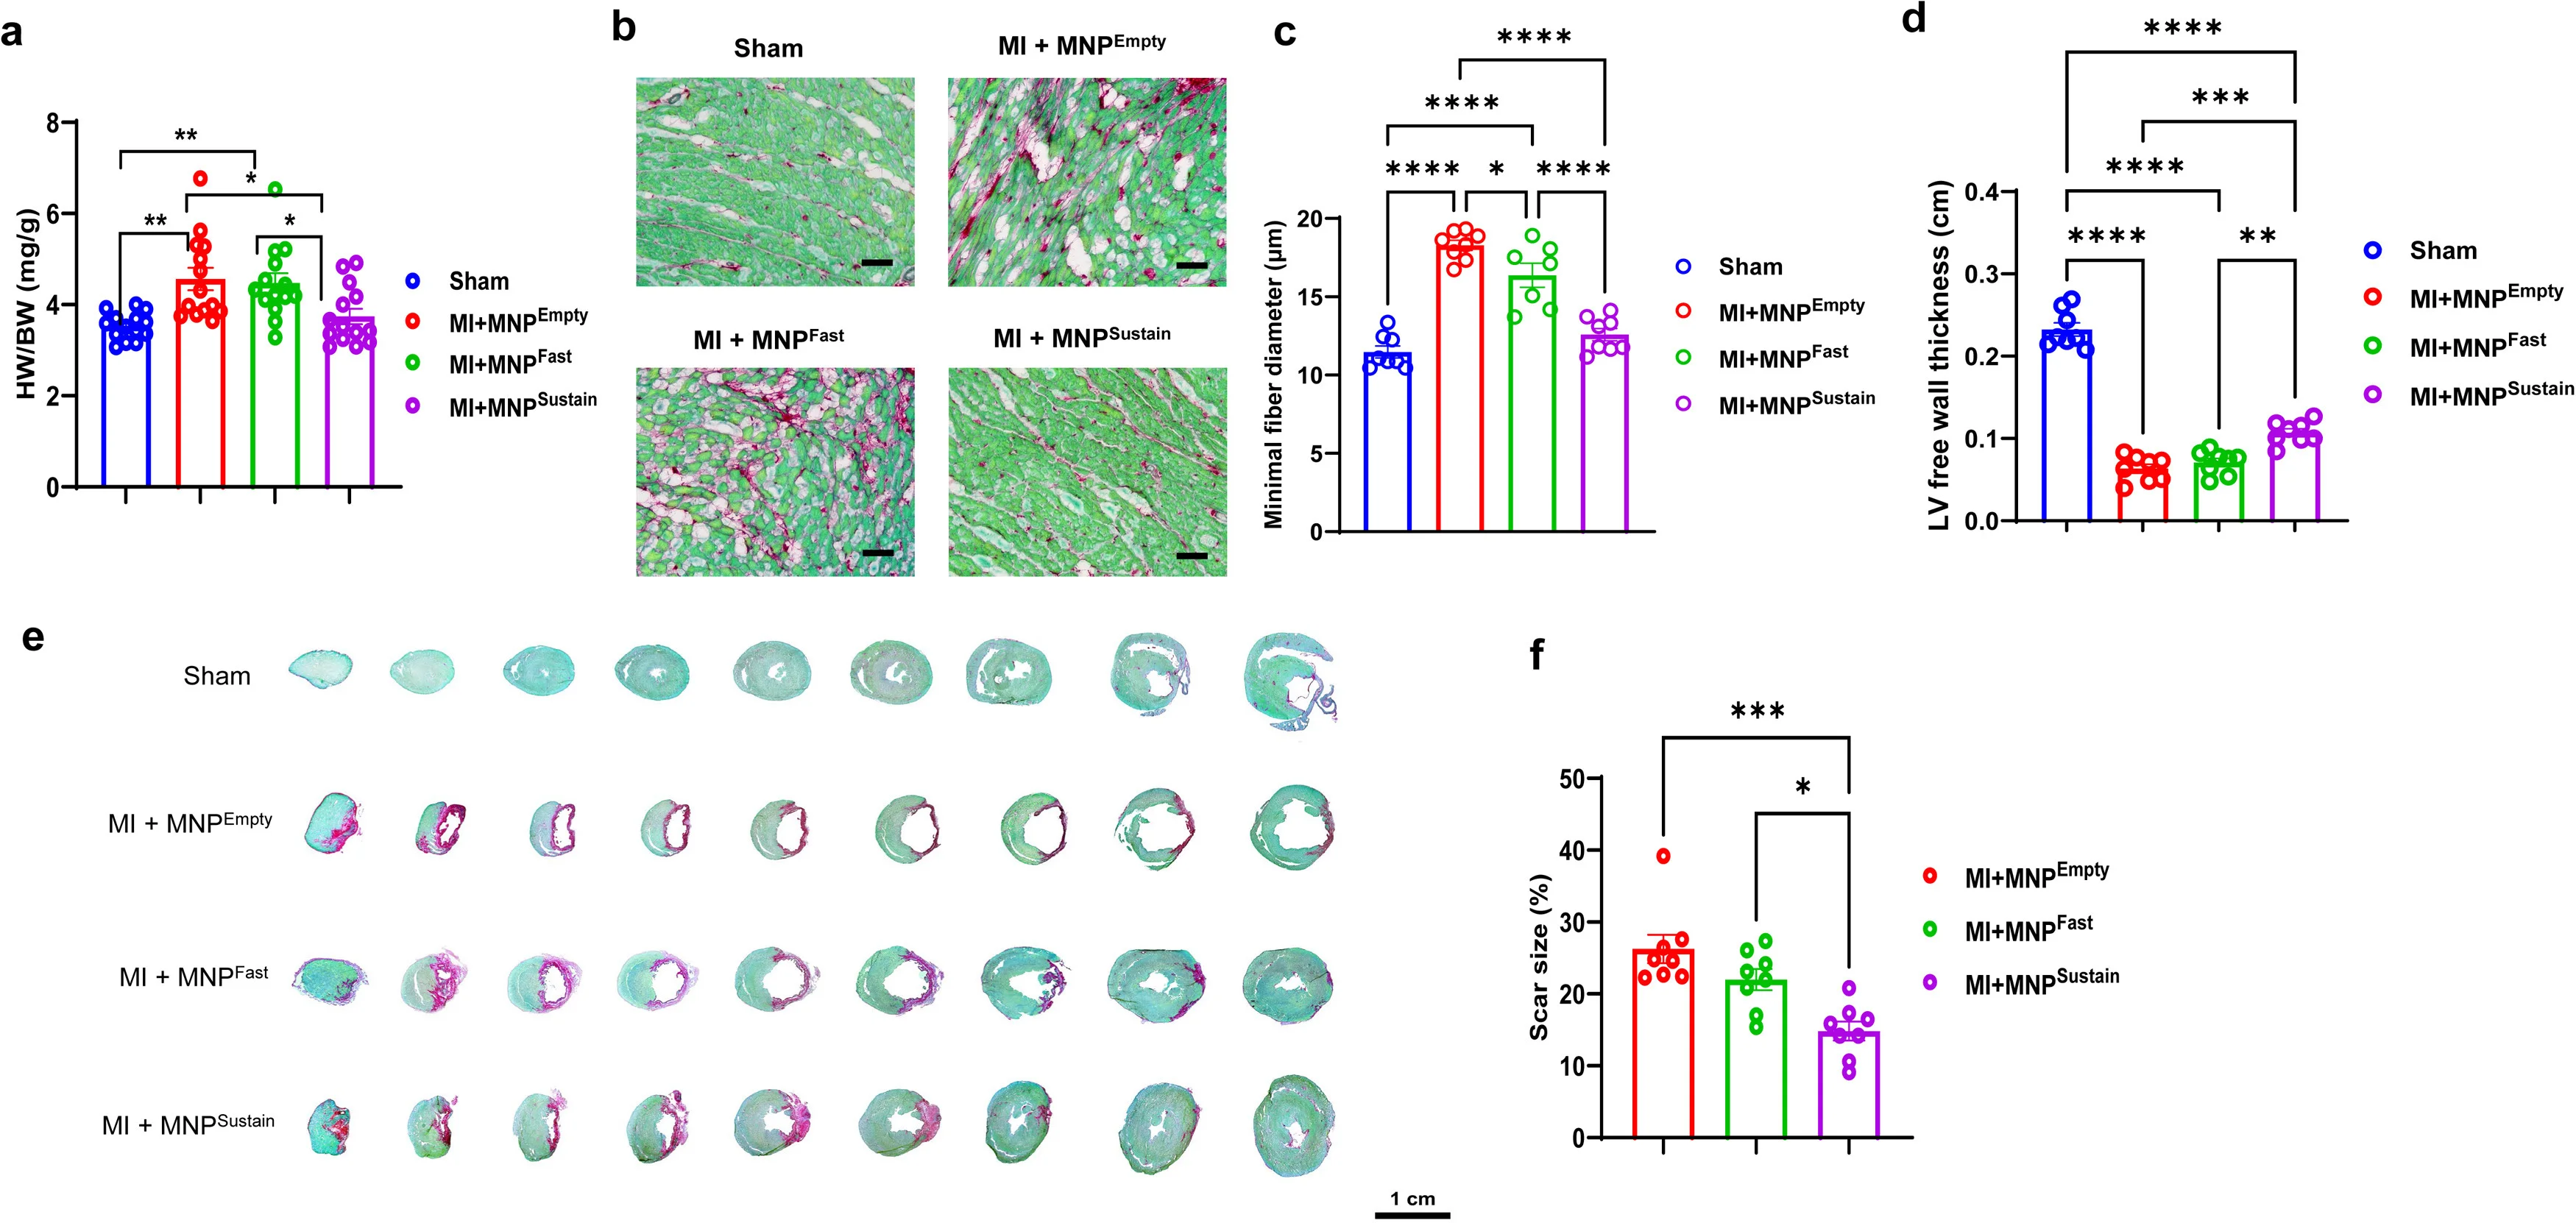 a
**
*
**
*
HW/BW (mg/g)
8
6
4
2
0
Sham
MI+MNPEmpty
MI+MNPFast
MI+MNPSustain
b
Sham
MI + MNPEmpty
MI + MNPFast
MI + MNPSustain
c
****
****
**** * ****
Minimal fiber diameter (µm)
20
15
10
5
0
Sham
MI+MNPEmpty
MI+MNPFast
MI+MNPSustain
d
****
***
****
**** **
LV free wall thickness (cm)
0.4
0.3
0.2
0.1
0.0
Sham
MI+MNPEmpty
MI+MNPFast
MI+MNPSustain
e
Sham
MI + MNPEmpty
MI + MNPFast
MI + MNPSustain
1 cm
f
***
*
Scar size (%)
50
40
30
20
10
0
MI+MNPEmpty
MI+MNPFast
MI+MNPSustain